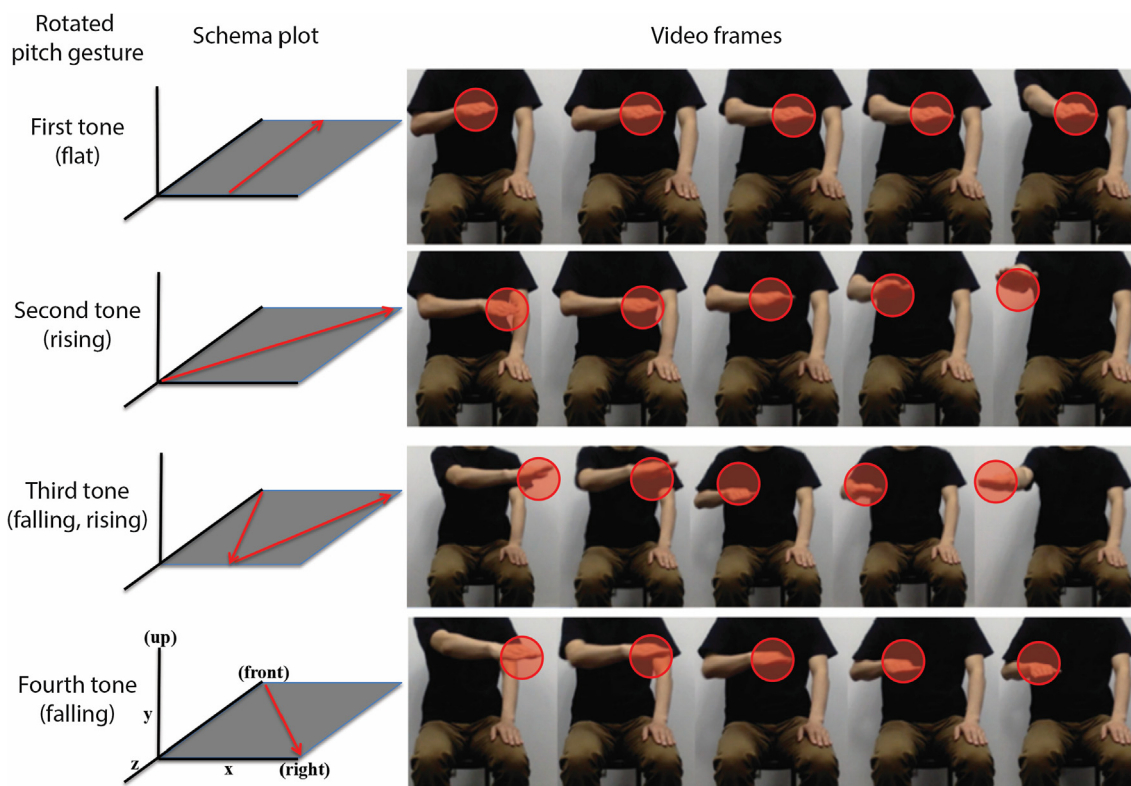 Rotated
pitch gesture
Schema plot
Video frames
First tone
(flat)
Second tone
(rising)
Third tone
(falling, rising)
Fourth tone
(falling)
(up)
(front)
y
z
x
(right)